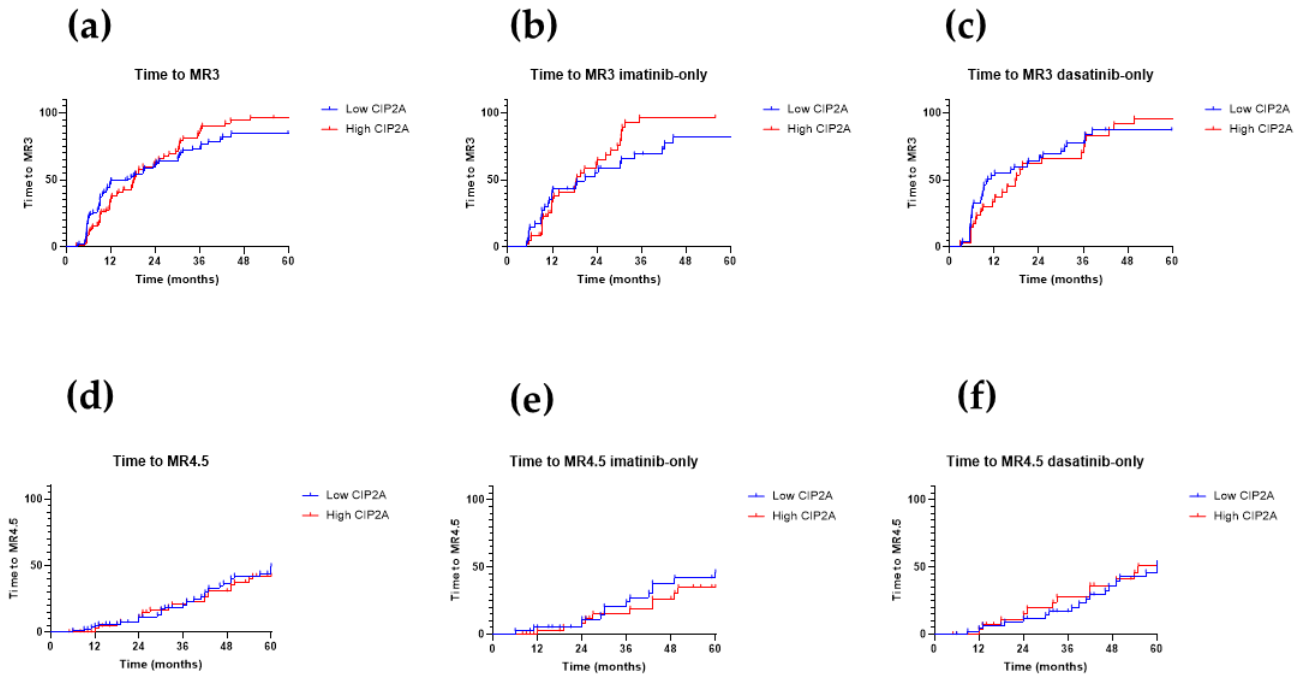 (a)
Time to MR3
Low CIP2A
High CIP2A
100
50
0
Time to MR3
0 12 24 36 48 60
Time (months)
(b)
Time to MR3 imatinib-only
Low CIP2A
High CIP2A
100
50
0
Time to MR3
0 12 24 36 48 60
Time (months)
(c)
Time to MR3 dasatinib-only
Low CIP2A
High CIP2A
100
50
0
Time to MR3
0 12 24 36 48 60
Time (months)
(d)
Time to MR4.5
Low CIP2A
High CIP2A
100
50
0
Time to MR4.5
0 12 24 36 48 60
Time (months)
(e)
Time to MR4.5 imatinib-only
Low CIP2A
High CIP2A
100
50
0
Time to MR4.5
0 12 24 36 48 60
Time (months)
(f)
Time to MR4.5 dasatinib-only
Low CIP2A
High CIP2A
100
50
0
Time to MR4.5
0 12 24 36 48 60
Time (months)